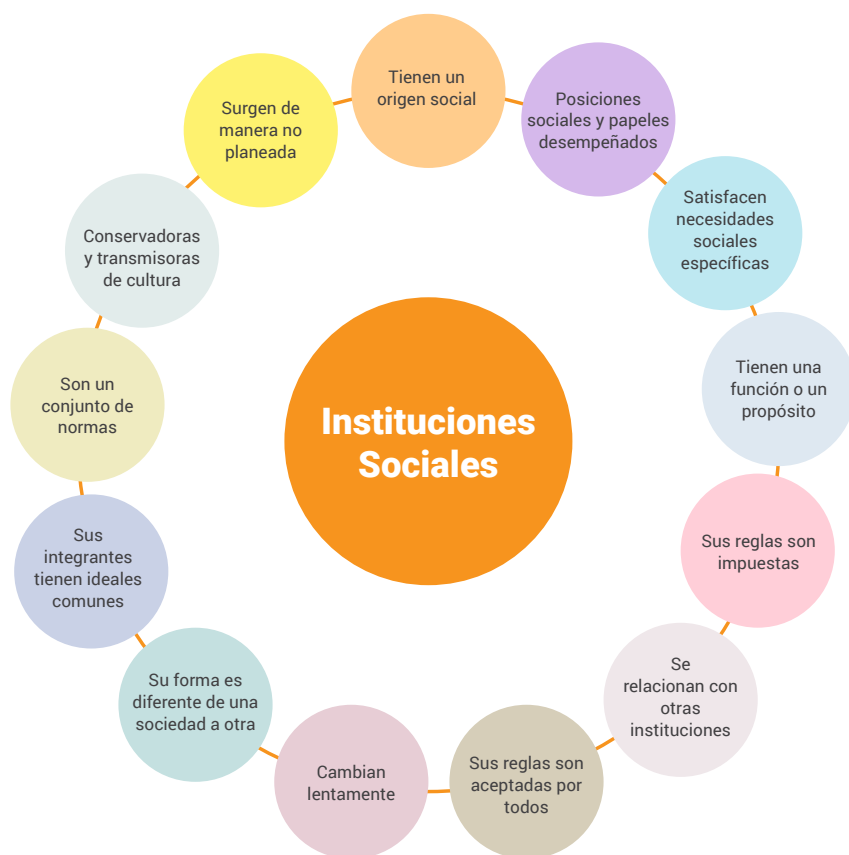 Tienen un
origen social
Posiciones
sociales y papeles
desempeñados
Satisfacen
necesidades
sociales
específicas
Tienen una
función o un
propósito
Sus reglas son
impuestas
Se
relacionan con
otras
instituciones
Sus reglas son
aceptadas por
todos
Cambian
lentamente
Su forma es
diferente de una
sociedad a otra
Sus
integrantes
tienen ideales
comunes
Son un
conjunto de
normas
Conservadoras
y transmisoras
de cultura
Surgen de
manera no
planeada
Instituciones
Sociales